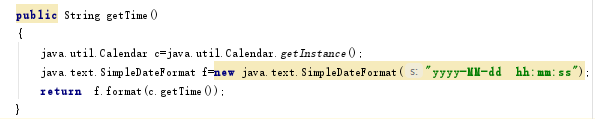 public String getTime()
{
java.util.Calendar c=java.util.Calendar.getInstance();
java.text.SimpleDateFormat f=new java.text.SimpleDateFormat( s: "yyyy-MM-dd  hh:mm:ss");
return  f.format(c.getTime());
}